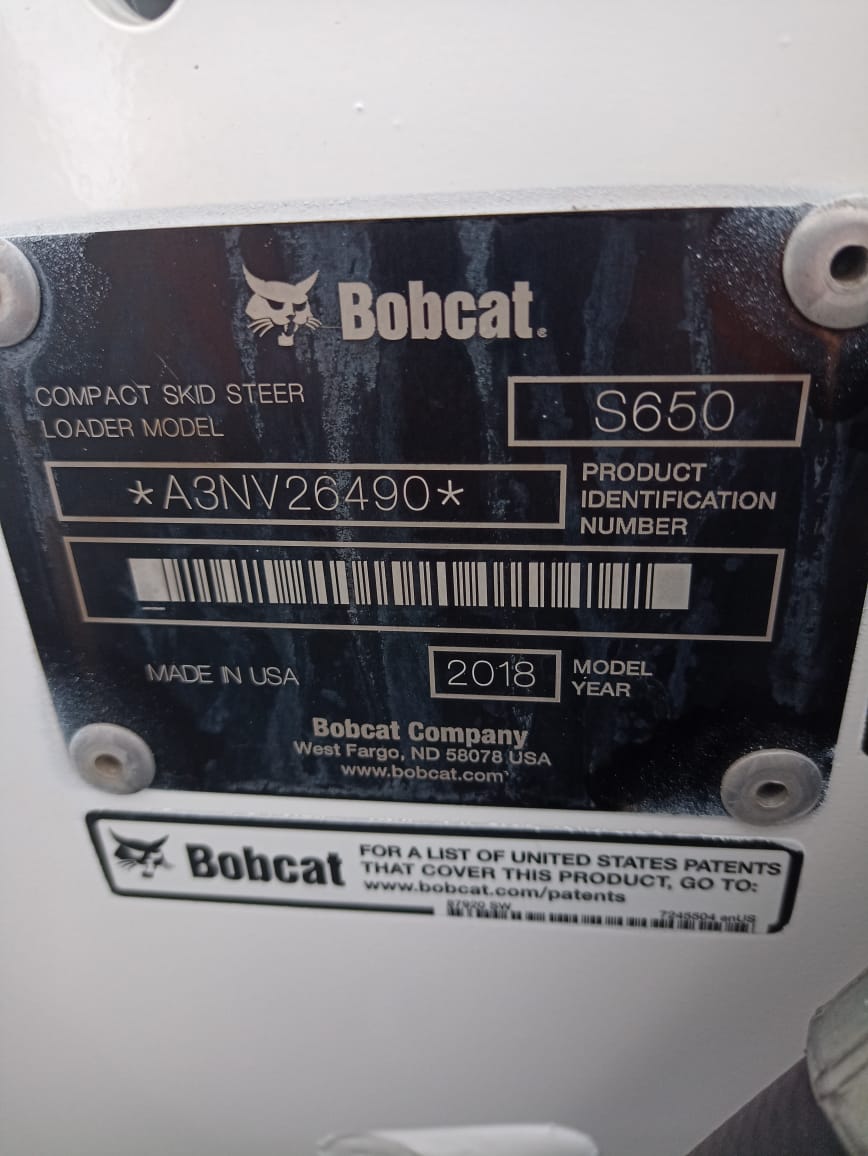 Bobcat®
COMPACT SKID STEER
LOADER MODEL
S650
*A3NV26490*
PRODUCT
IDENTIFICATION
NUMBER
MADE IN USA
2018
MODEL
YEAR
Bobcat Company
West Fargo, ND 58078 USA
www.bobcat.com
Bobcat
FOR A LIST OF UNITED STATES PATENTS
THAT COVER THIS PRODUCT, GO TO:
www.bobcat.com/patents
7245504 enUS